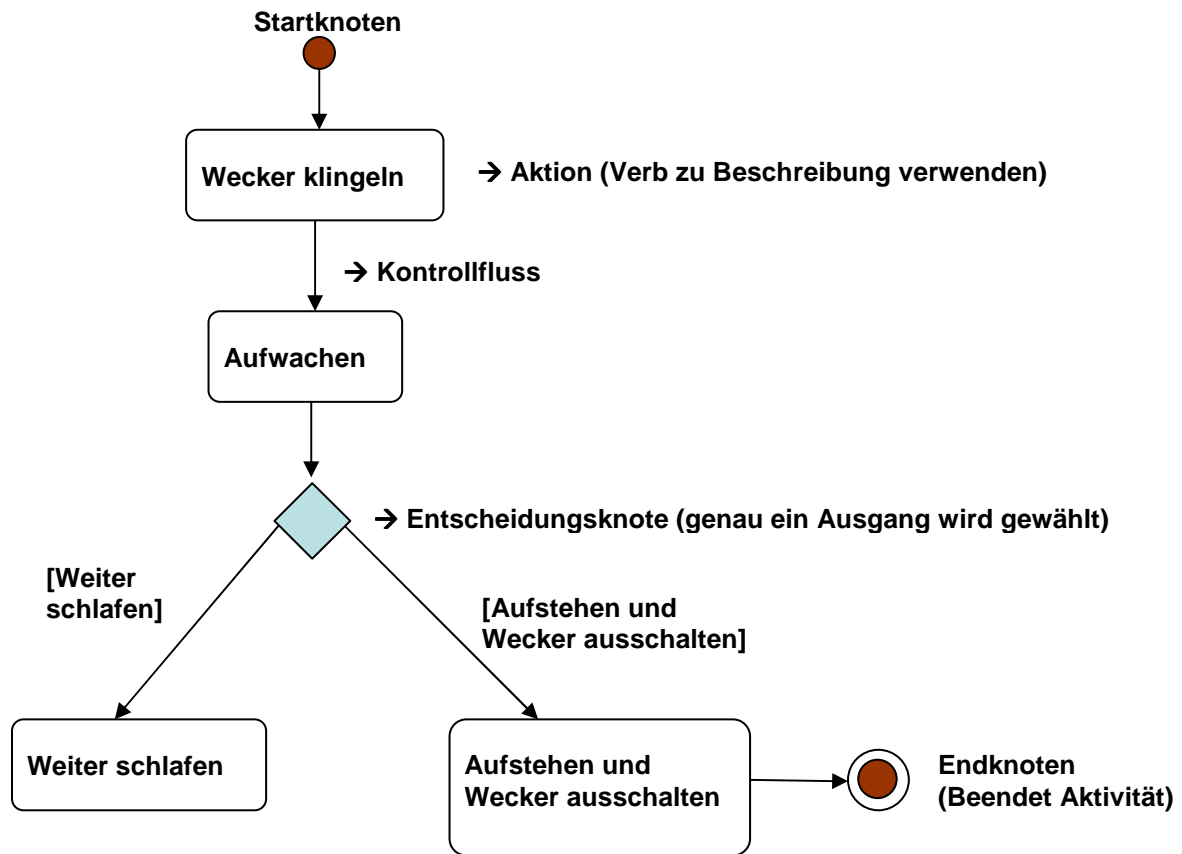 Startknoten
Wecker klingeln
→ Aktion (Verb zu Beschreibung verwenden)
→ Kontrollfluss
Aufwachen
→ Entscheidungsknote (genau ein Ausgang wird gewählt)
[Weiter
schlafen]
[Aufstehen und
Wecker ausschalten]
Weiter schlafen
Aufstehen und
Wecker ausschalten
Endknoten
(Beendet Aktivität)